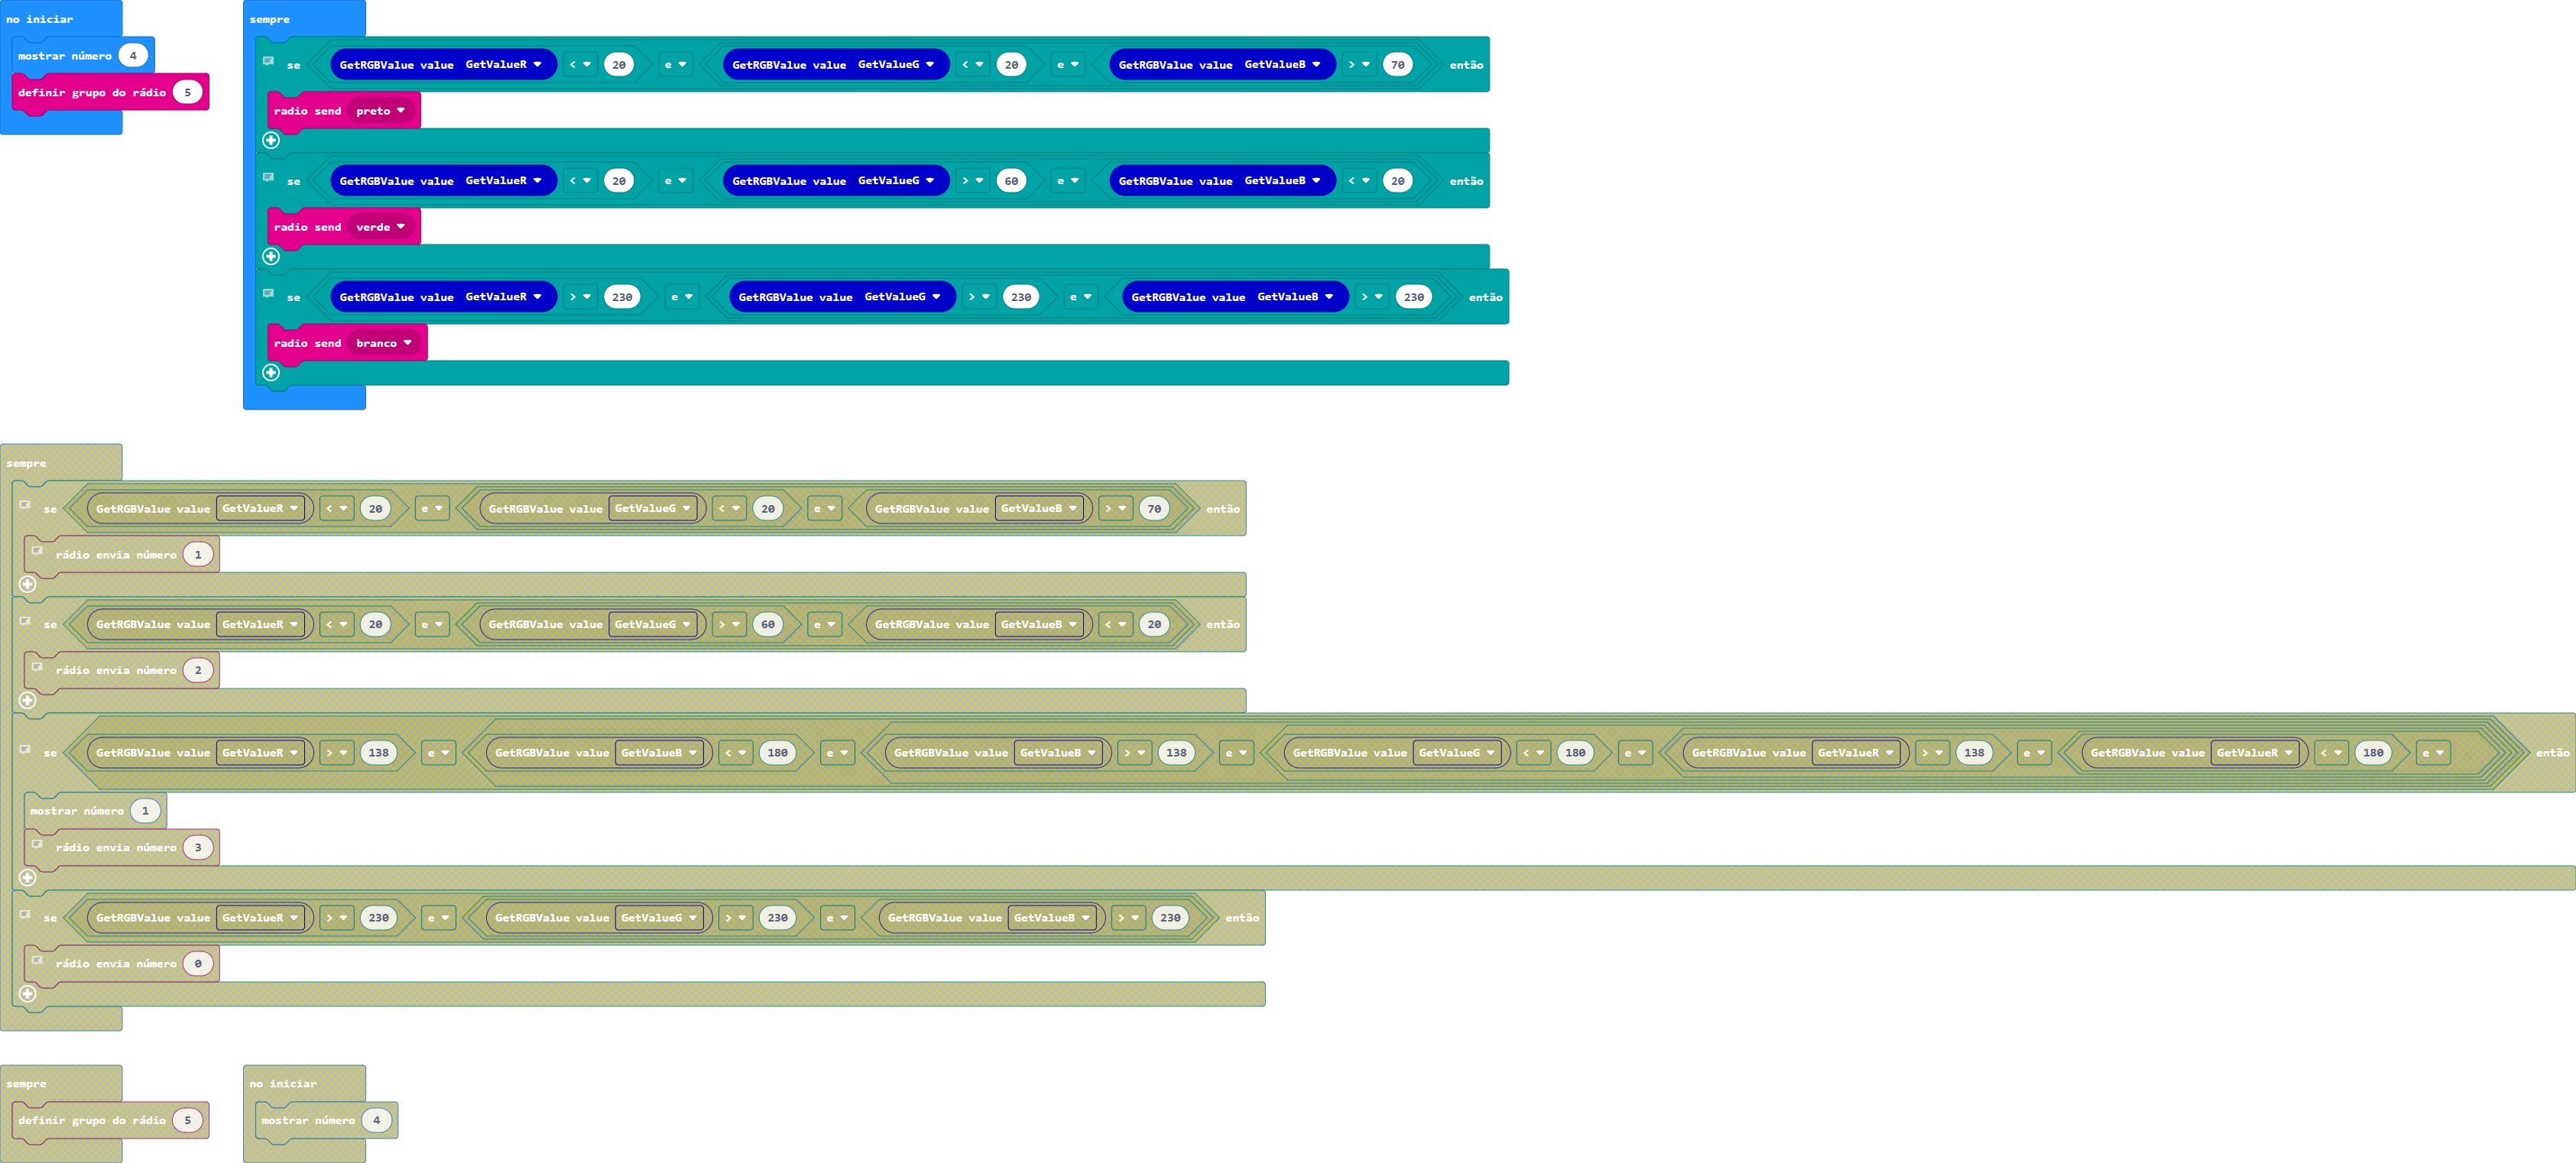 no iniciar
mostrar número 4
definir grupo do rádio 5
sempre
se GetRGBValue value GetValueR < 20 e GetRGBValue value GetValueG < 20 e GetRGBValue value GetValueB > 70 então
radio send preto
se GetRGBValue value GetValueR < 20 e GetRGBValue value GetValueG > 60 e GetRGBValue value GetValueB < 20 então
radio send verde
se GetRGBValue value GetValueR > 230 e GetRGBValue value GetValueG > 230 e GetRGBValue value GetValueB > 230 então
radio send branco
sempre
se GetRGBValue value GetValueR < 20 e GetRGBValue value GetValueG < 20 e GetRGBValue value GetValueB > 70 então
rádio envia número 1
se GetRGBValue value GetValueR < 20 e GetRGBValue value GetValueG > 60 e GetRGBValue value GetValueB < 20 então
rádio envia número 2
se GetRGBValue value GetValueR > 138 e GetRGBValue value GetValueB < 180 e GetRGBValue value GetValueB > 138 e GetRGBValue value GetValueG < 180 e GetRGBValue value GetValueR > 138 e GetRGBValue value GetValueR < 180 e então
mostrar número 1
rádio envia número 3
se GetRGBValue value GetValueR > 230 e GetRGBValue value GetValueG > 230 e GetRGBValue value GetValueB > 230 então
rádio envia número 0
sempre
definir grupo do rádio 5
no iniciar
mostrar número 4